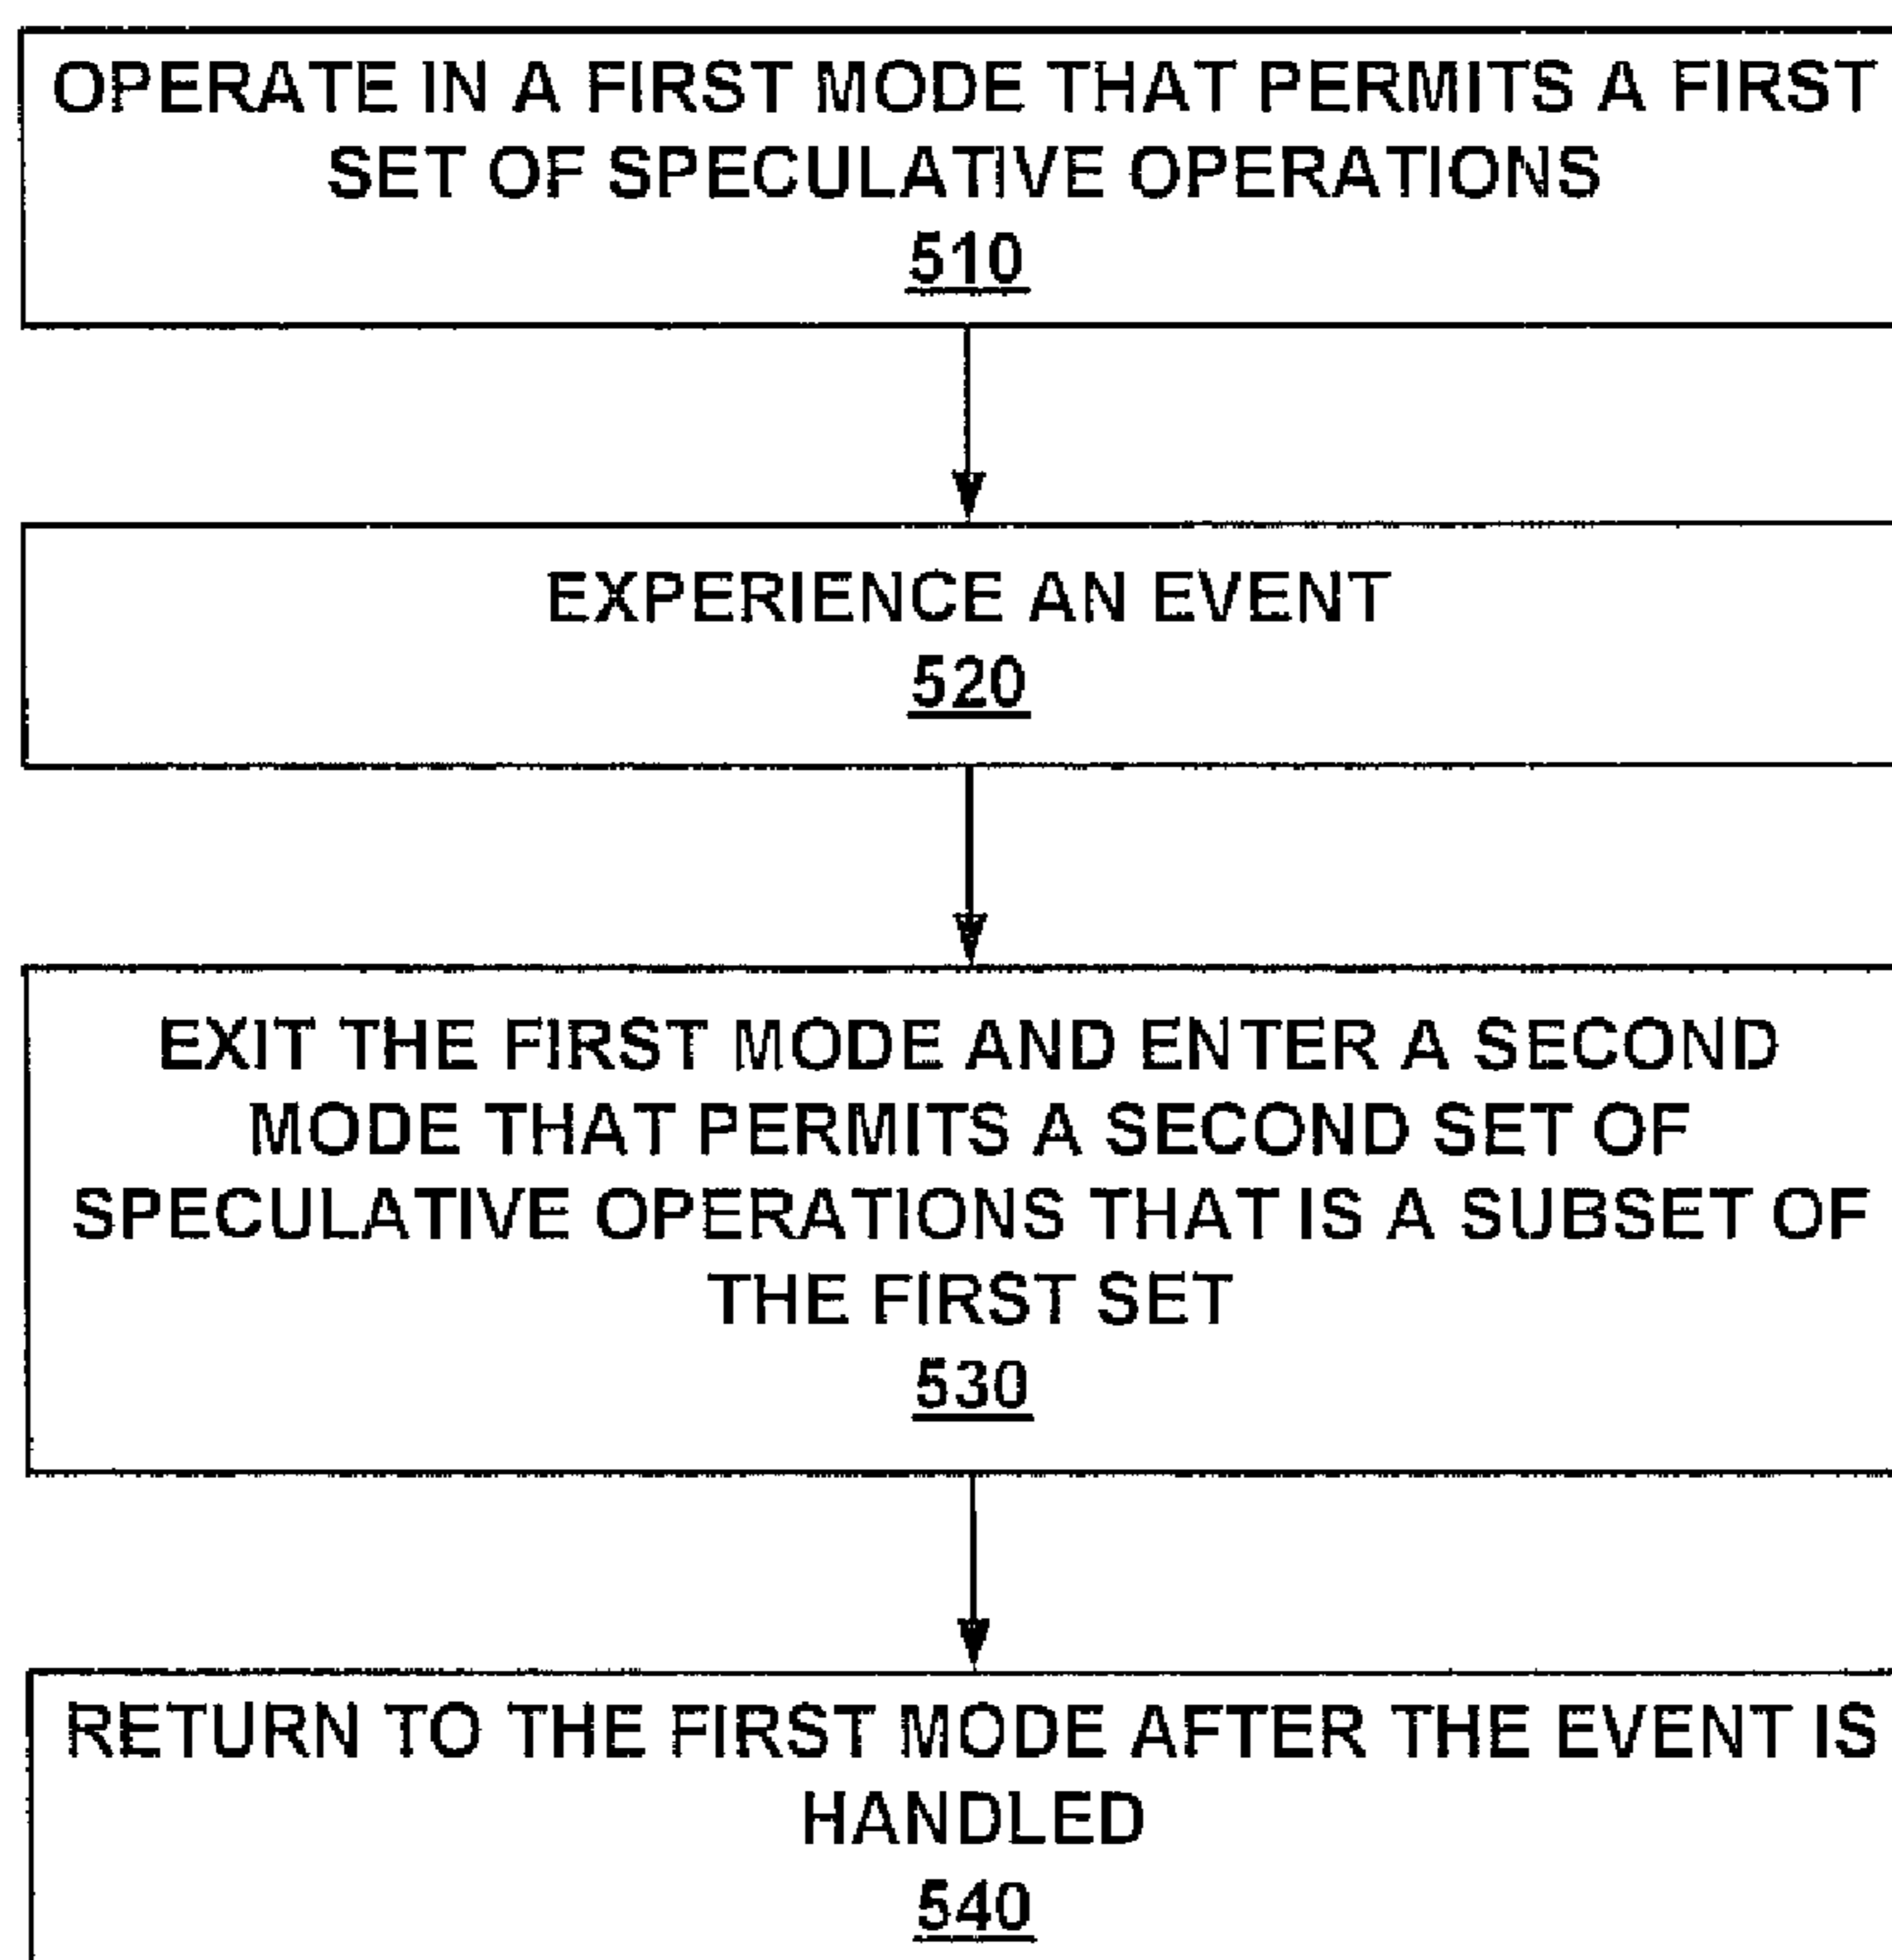 OPERATE IN A FIRST MODE THAT PERMITS A FIRST
SET OF SPECULATIVE OPERATIONS
510
EXPERIENCE AN EVENT
520
EXIT THE FIRST MODE AND ENTER A SECOND
MODE THAT PERMITS A SECOND SET OF
SPECULATIVE OPERATIONS THAT IS A SUBSET OF
THE FIRST SET
530
RETURN TO THE FIRST MODE AFTER THE EVENT IS
HANDLED
540